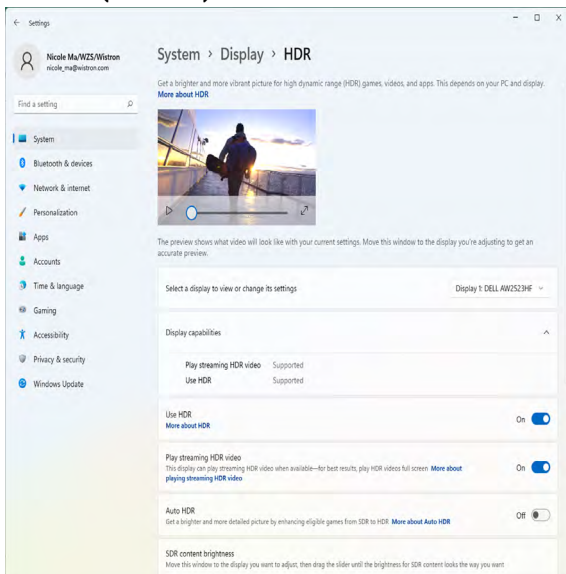 Settings
Nicole Ma/WZS/Wistron
nicole_ma@wistron.com
Find a setting
System
Bluetooth & devices
Network & internet
Personalization
Apps
Accounts
Time & language
Gaming
Accessibility
Privacy & security
Windows Update
System > Display > HDR
Get a brighter and more vibrant picture for high dynamic range (HDR) games, videos, and apps. This depends on your PC and display.
More about HDR
The preview shows what video will look like with your current settings. Move this window to the display you're adjusting to get an
accurate preview.
Select a display to view or change its settings
Display 1: DELL AW2523HF
Display capabilities
Play streaming HDR video Supported
Use HDR Supported
Use HDR
More about HDR
On
Play streaming HDR video
This display can play streaming HDR video when available—for best results, play HDR videos full screen More about
playing streaming HDR video
On
Auto HDR
Get a brighter and more detailed picture by enhancing eligible games from SDR to HDR More about Auto HDR
Off
SDR content brightness
Move this window to the display you want to adjust, then drag the slider until the brightness for SDR content looks the way you want